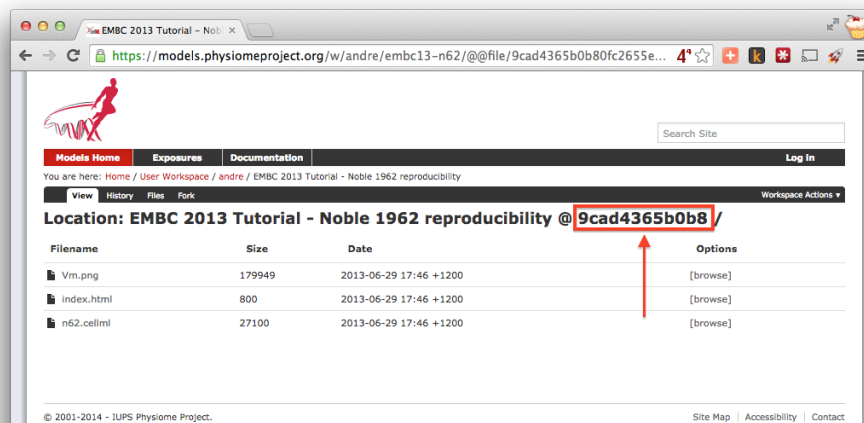 EMBC 2013 Tutorial - Nob
https://models.physiomeproject.org/w/andre/embc13-n62/@@file/9cad4365b0b80fc2655e...
Search Site
Models Home Exposures Documentation Log in
You are here: Home / User Workspace / andre / EMBC 2013 Tutorial - Noble 1962 reproducibility
View History Files Fork Workspace Actions ▼
Location: EMBC 2013 Tutorial - Noble 1962 reproducibility @ 9cad4365b0b8 /
Filename Size Date Options
Vm.png 179949 2013-06-29 17:46 +1200 [browse]
index.html 800 2013-06-29 17:46 +1200 [browse]
n62.cellml 27100 2013-06-29 17:46 +1200 [browse]
© 2001-2014 - IUPS Physiome Project. Site Map | Accessibility | Contact